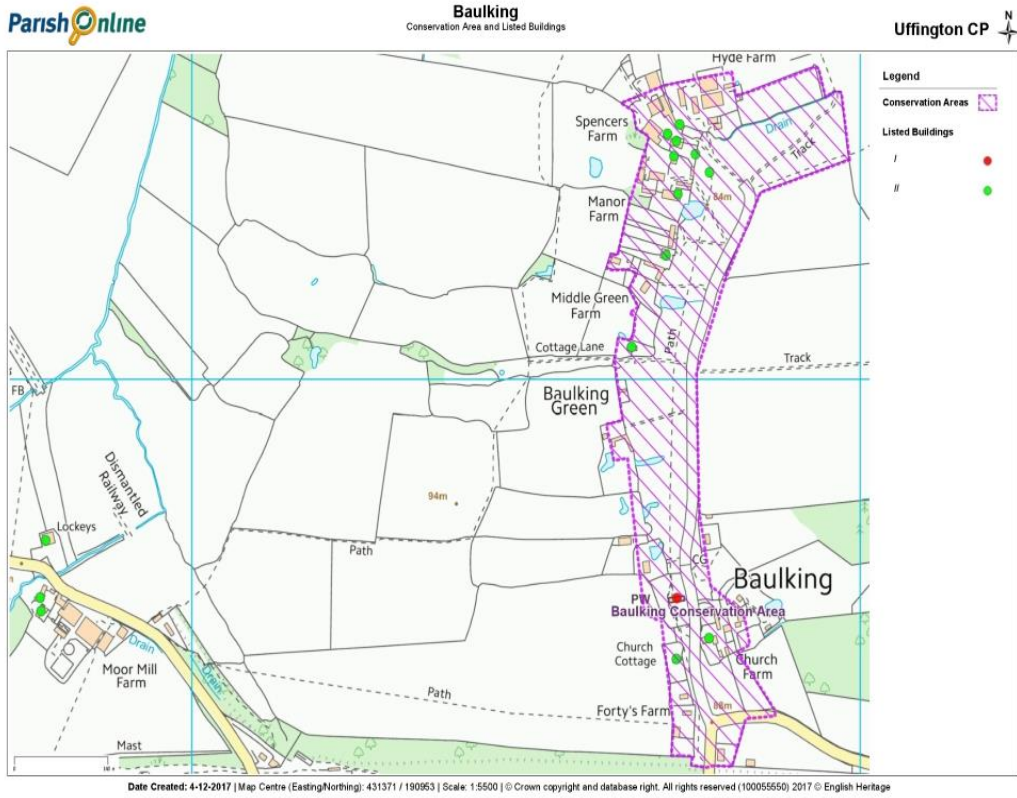 Parish Online
Baulking
Conservation Area and Listed Buildings
Uffington CP
N
Legend
Conservation Areas
Listed Buildings
I
II
Hyde Farm
Spencers
Farm
Drain
Track
Manor
Farm
84m
Middle Green
Farm
Cottage Lane
Path
Track
FB
Baulking
Green
Dismantled
Railway
94m
Lockeys
Path
CG
Baulking
PW
Baulking Conservation Area
Drain
Church
Cottage
Church
Farm
Moor Mill
Farm
Drain
Path
Forty's Farm
88m
Mast
Date Created: 4-12-2017 | Map Centre (Easting/Northing): 431371 / 190953 | Scale: 1:5500 | © Crown copyright and database right. All rights reserved (100055550) 2017 © English Heritage